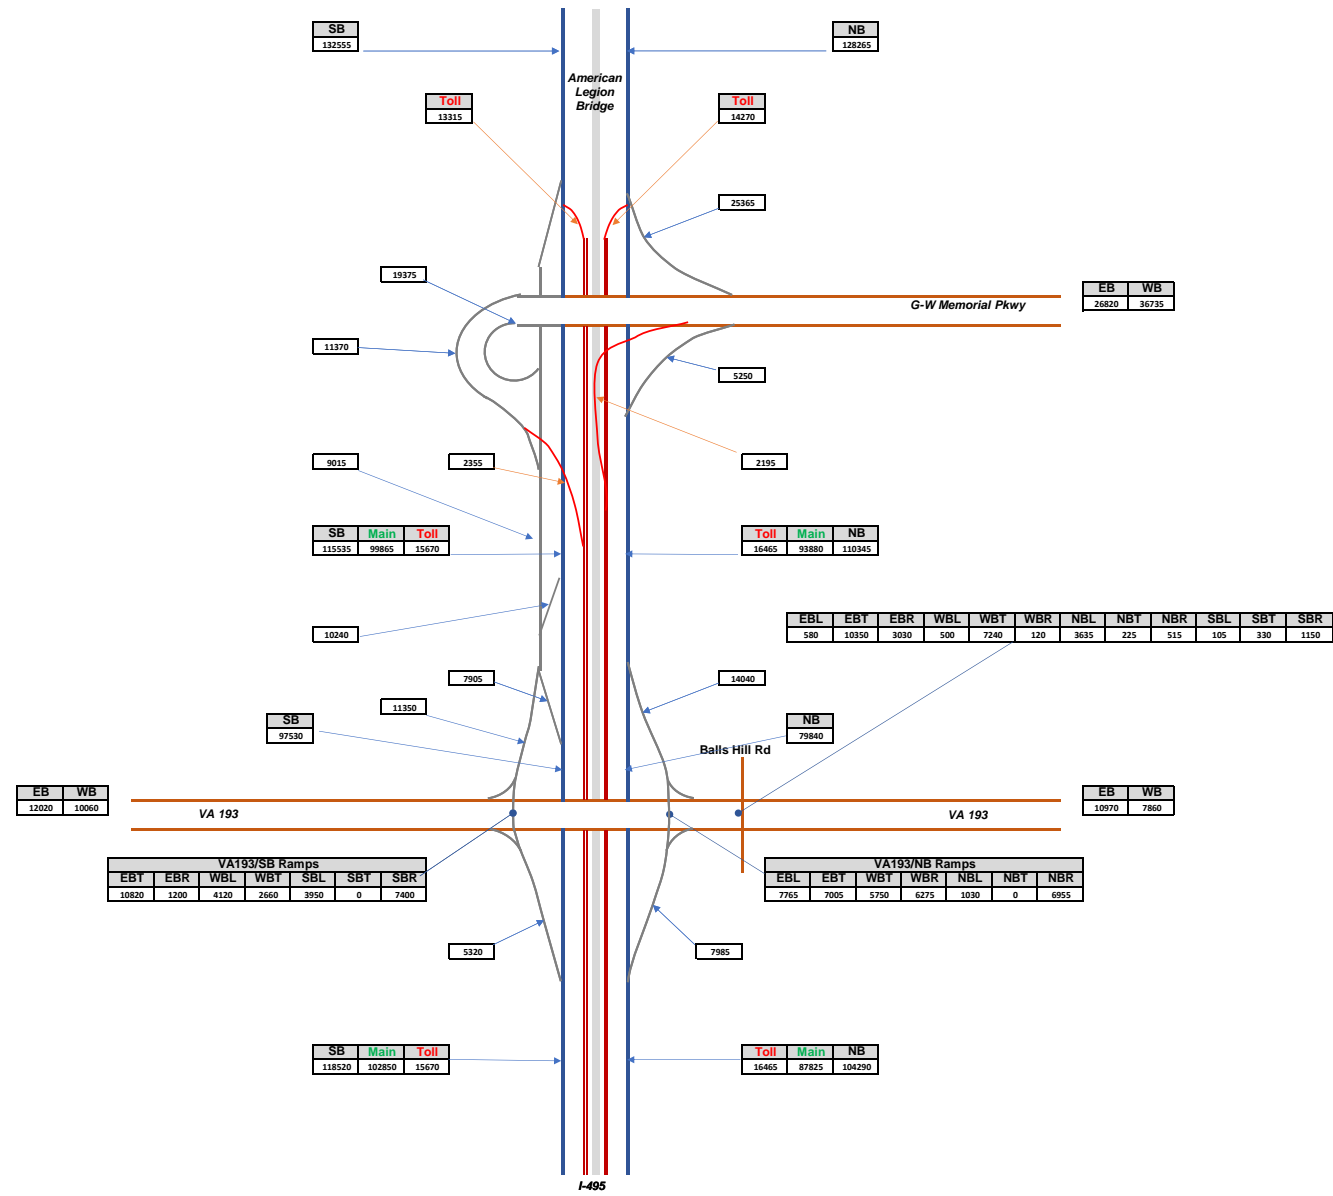 SB
132555
NB
128265
American
Legion
Bridge
Toll
13315
Toll
14270
25365
19375
G-W Memorial Pkwy
EB WB
26820 36735
11370
5250
9015
2355
2195
SB Main Toll
115535 99865 15670
Toll Main NB
16465 93880 110345
10240
EBL EBT EBR WBL WBT WBR NBL NBT NBR SBL SBT SBR
580 10350 3030 500 7240 120 3635 225 515 105 330 1150
7905
14040
11350
SB
97530
NB
79840
Balls Hill Rd
EB WB
12020 10060
VA 193
VA 193
EB WB
10970 7860
VA193/SB Ramps
EBT EBR WBL WBT SBL SBT SBR
10820 1200 4120 2660 3950 0 7400
VA193/NB Ramps
EBL EBT WBT WBR NBL NBT NBR
7765 7005 5750 6275 1030 0 6955
5320
7985
SB Main Toll
118520 102850 15670
Toll Main NB
16465 87825 104290
I-495